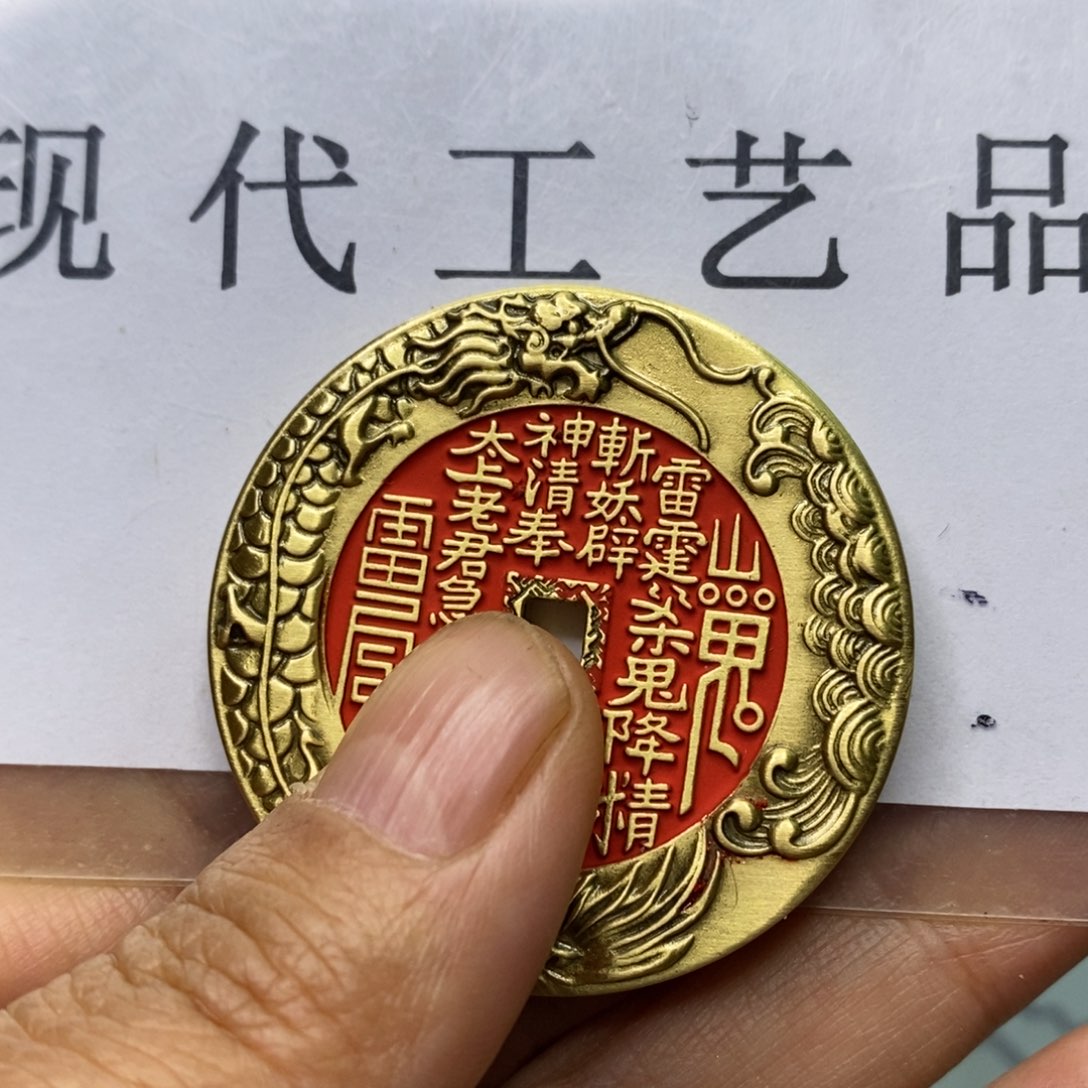 现代工艺品
雷霆杀鬼降精
斬妖辟
神清奉
太上老君急